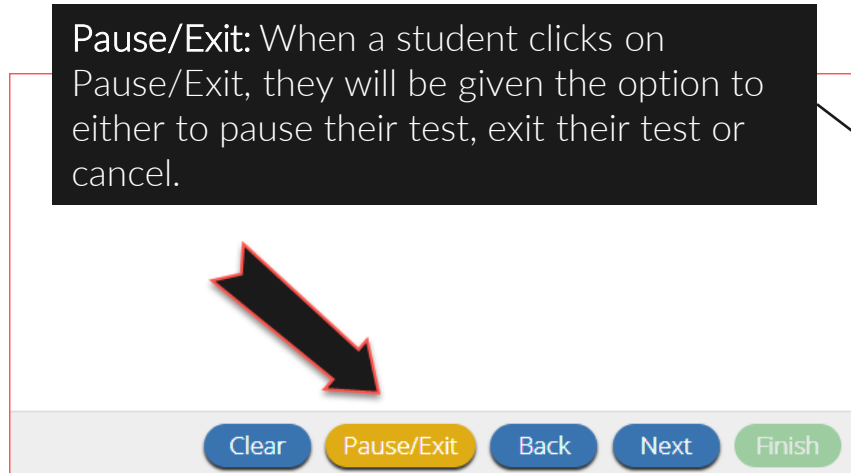 Pause/Exit: When a student clicks on
Pause/Exit, they will be given the option to
either to pause their test, exit their test or
cancel.
Clear Pause/Exit Back Next Finish